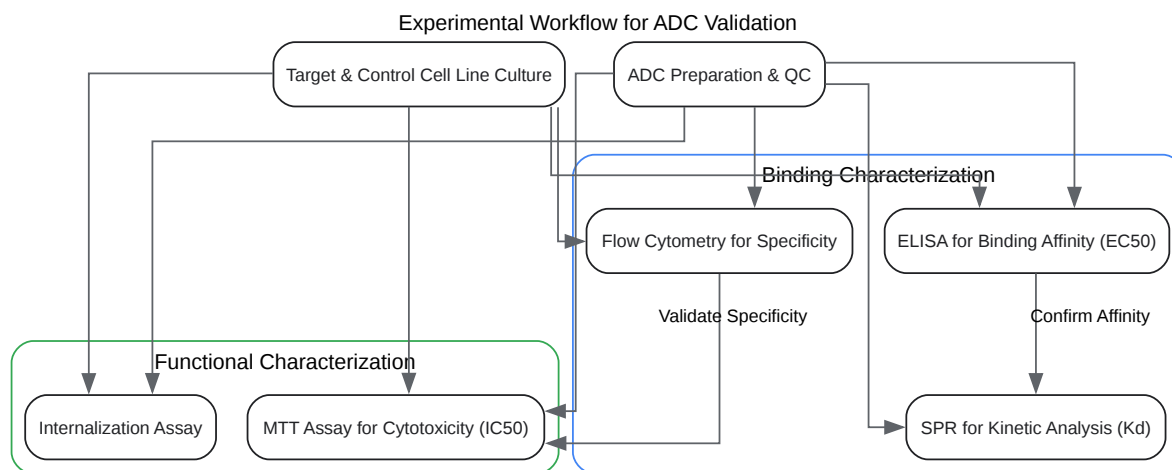 Experimental Workflow for ADC Validation
Target & Control Cell Line Culture
ADC Preparation & QC
Binding Characterization
Flow Cytometry for Specificity
ELISA for Binding Affinity (EC50)
Validate Specificity
Confirm Affinity
Functional Characterization
Internalization Assay
MTT Assay for Cytotoxicity (IC50)
SPR for Kinetic Analysis (Kd)